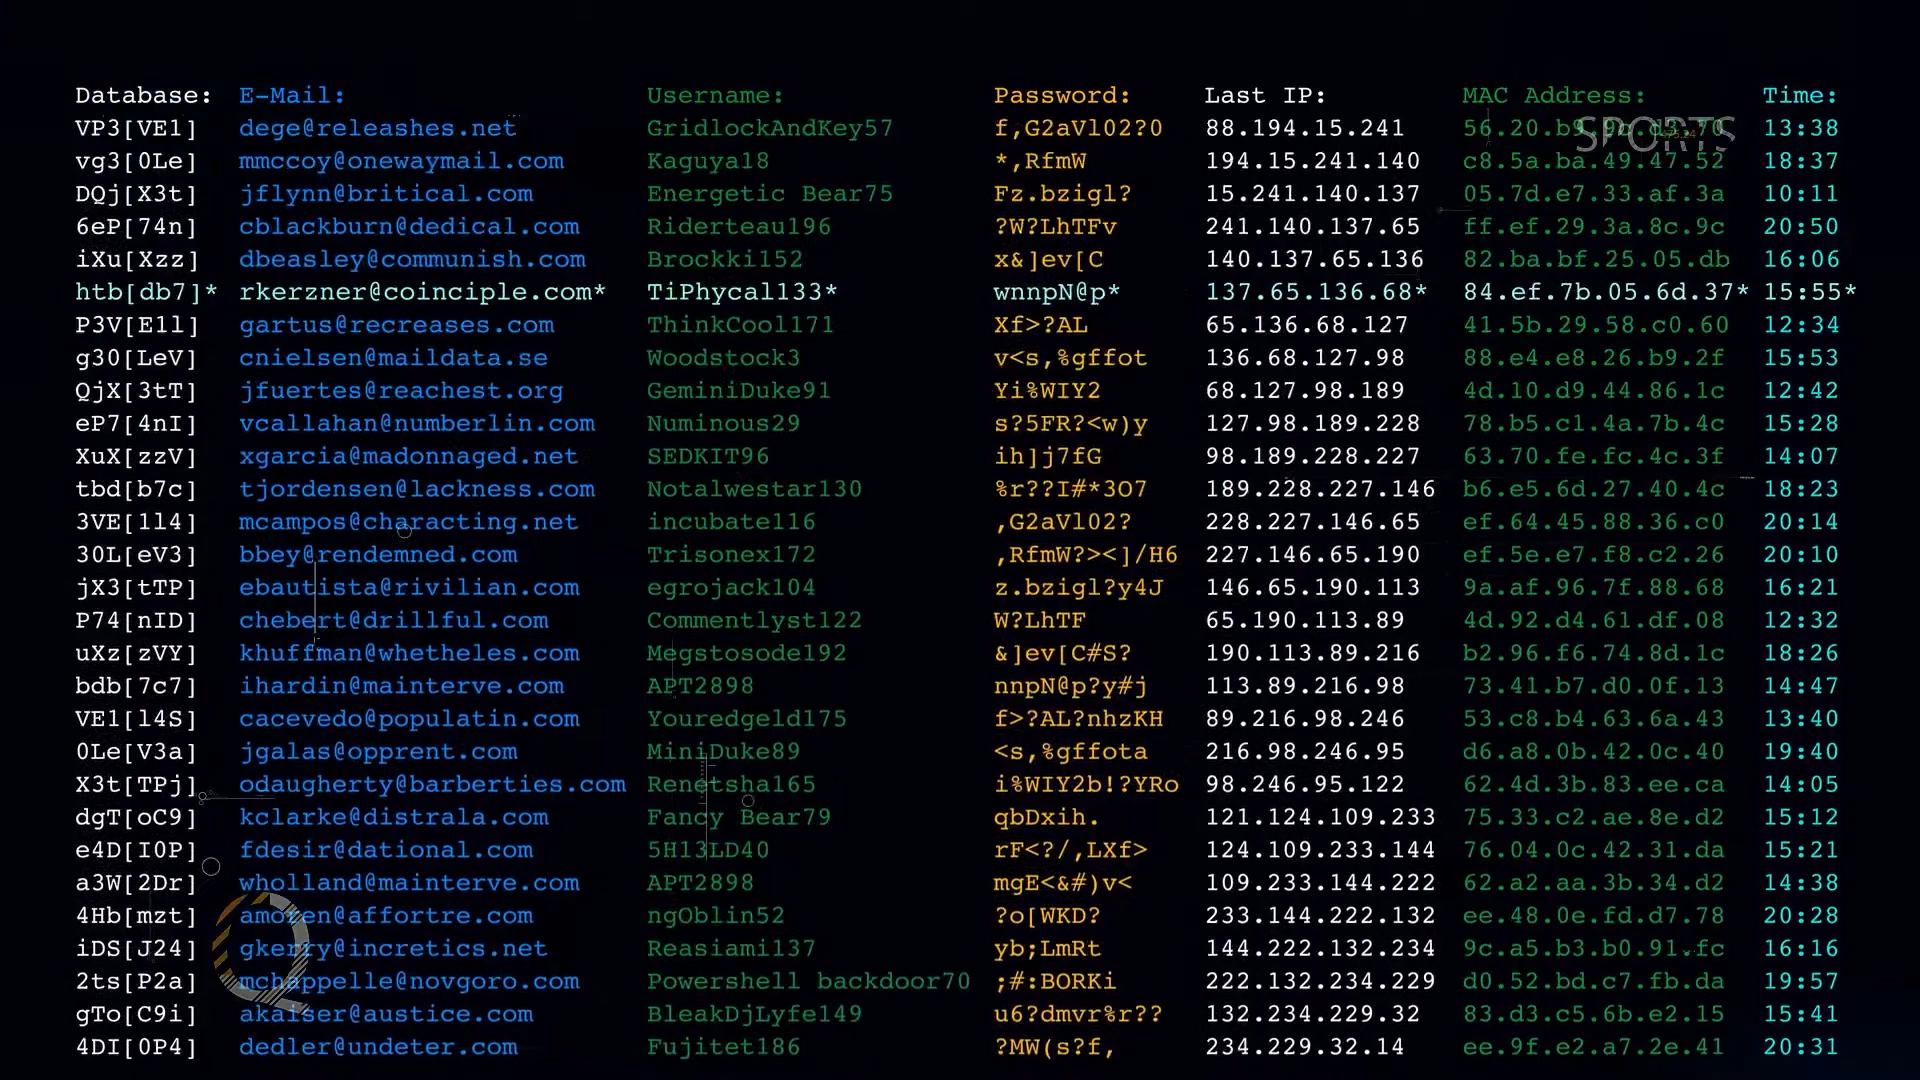 SPORTS
Database: E-Mail: Username: Password: Last IP: MAC Address: Time:
VP3[VE1] dege@releashes.net GridlockAndKey57 f,G2aVl02?0 88.194.15.241 13:38
vg3[0Le] mmccoy@onewaymail.com Kaguya18 *,RfmW 194.15.241.140 c8.5a.ba.49.47.52 18:37
DQj[X3t] jflynn@britical.com Energetic Bear75 Fz.bzigl? 15.241.140.137 05.7d.e7.33.af.3a 10:11
6eP[74n] cblackburn@dedical.com Riderteau196 ?W?LhTFv 241.140.137.65 ff.ef.29.3a.8c.9c 20:50
iXu[Xzz] dbeasley@communish.com Brockki152 x&]ev[C 140.137.65.136 82.ba.bf.25.05.db 16:06
htb[db7]* rkerzner@coinciple.com* TiPhycal133* wnnpN@p* 137.65.136.68* 84.ef.7b.05.6d.37* 15:55*
P3V[E1l] gartus@recreases.com ThinkCool171 Xf>?AL 65.136.68.127 41.5b.29.58.c0.60 12:34
g30[LeV] cnielsen@maildata.se Woodstock3 v<s,%gffot 136.68.127.98 88.e4.e8.26.b9.2f 15:53
QjX[3tT] jfuertes@reachest.org GeminiDuke91 Yi%WIY2 68.127.98.189 4d.10.d9.44.86.1c 12:42
eP7[4nI] vcallahan@numberlin.com Numinous29 s?5FR?<w)y 127.98.189.228 78.b5.c1.4a.7b.4c 15:28
XuX[zzV] xgarcia@madonnaged.net SEDKIT96 ih]j7fG 98.189.228.227 63.70.fe.fc.4c.3f 14:07
tbd[b7c] tjordensen@lackness.com Notalwestar130 %r??I#*3O7 189.228.227.146 b6.e5.6d.27.40.4c 18:23
3VE[1l4] mcampos@characting.net incubate116 ,G2aVl02? 228.227.146.65 ef.64.45.88.36.c0 20:14
30L[eV3] bbey@rendemned.com Trisonex172 ,RfmW?><]/H6 227.146.65.190 ef.5e.e7.f8.c2.26 20:10
jX3[tTP] ebautista@rivilian.com egrojack104 z.bzigl?y4J 146.65.190.113 9a.af.96.7f.88.68 16:21
P74[nID] chebert@drillful.com Commentlyst122 W?LhTF 65.190.113.89 4d.92.d4.61.df.08 12:32
uXz[zVY] khuffman@whetheles.com Megstosode192 &]ev[C#S? 190.113.89.216 b2.96.f6.74.8d.1c 18:26
bdb[7c7] ihardin@mainterve.com APT2898 nnpN@p?y#j 113.89.216.98 73.41.b7.d0.0f.13 14:47
VE1[l4S] cacevedo@populatin.com Youredgeld175 f>?AL?nhzKH 89.216.98.246 53.c8.b4.63.6a.43 13:40
0Le[V3a] jgalas@opprent.com MiniDuke89 <s,%gffota 216.98.246.95 d6.a8.0b.42.0c.40 19:40
X3t[TPj] odaugherty@barberties.com Renetsha165 i%WIY2b!?YRo 98.246.95.122 62.4d.3b.83.ee.ca 14:05
dgT[oC9] kclarke@distrala.com Fancy Bear79 qbDxih. 121.124.109.233 75.33.c2.ae.8e.d2 15:12
e4D[I0P] fdesir@dational.com 5H13LD40 rF<?/,LXf> 124.109.233.144 76.04.0c.42.31.da 15:21
a3W[2Dr] wholland@mainterve.com APT2898 mgE<&#)v< 109.233.144.222 62.a2.aa.3b.34.d2 14:38
4Hb[mzt] amoren@affortre.com ngOblin52 ?o[WKD? 233.144.222.132 ee.48.0e.fd.d7.78 20:28
iDS[J24] gkerry@incretics.net Reasiami137 yb;LmRt 144.222.132.234 9c.a5.b3.b0.91.fc 16:16
2ts[P2a] mchappelle@novgoro.com Powershell backdoor70 ;#:BORKi 222.132.234.229 d0.52.bd.c7.fb.da 19:57
gTo[C9i] akaiser@austice.com BleakDjLyfe149 u6?dmvr%r?? 132.234.229.32 83.d3.c5.6b.e2.15 15:41
4DI[0P4] dedler@undeter.com Fujitet186 ?MW(s?f, 234.229.32.14 ee.9f.e2.a7.2e.41 20:31